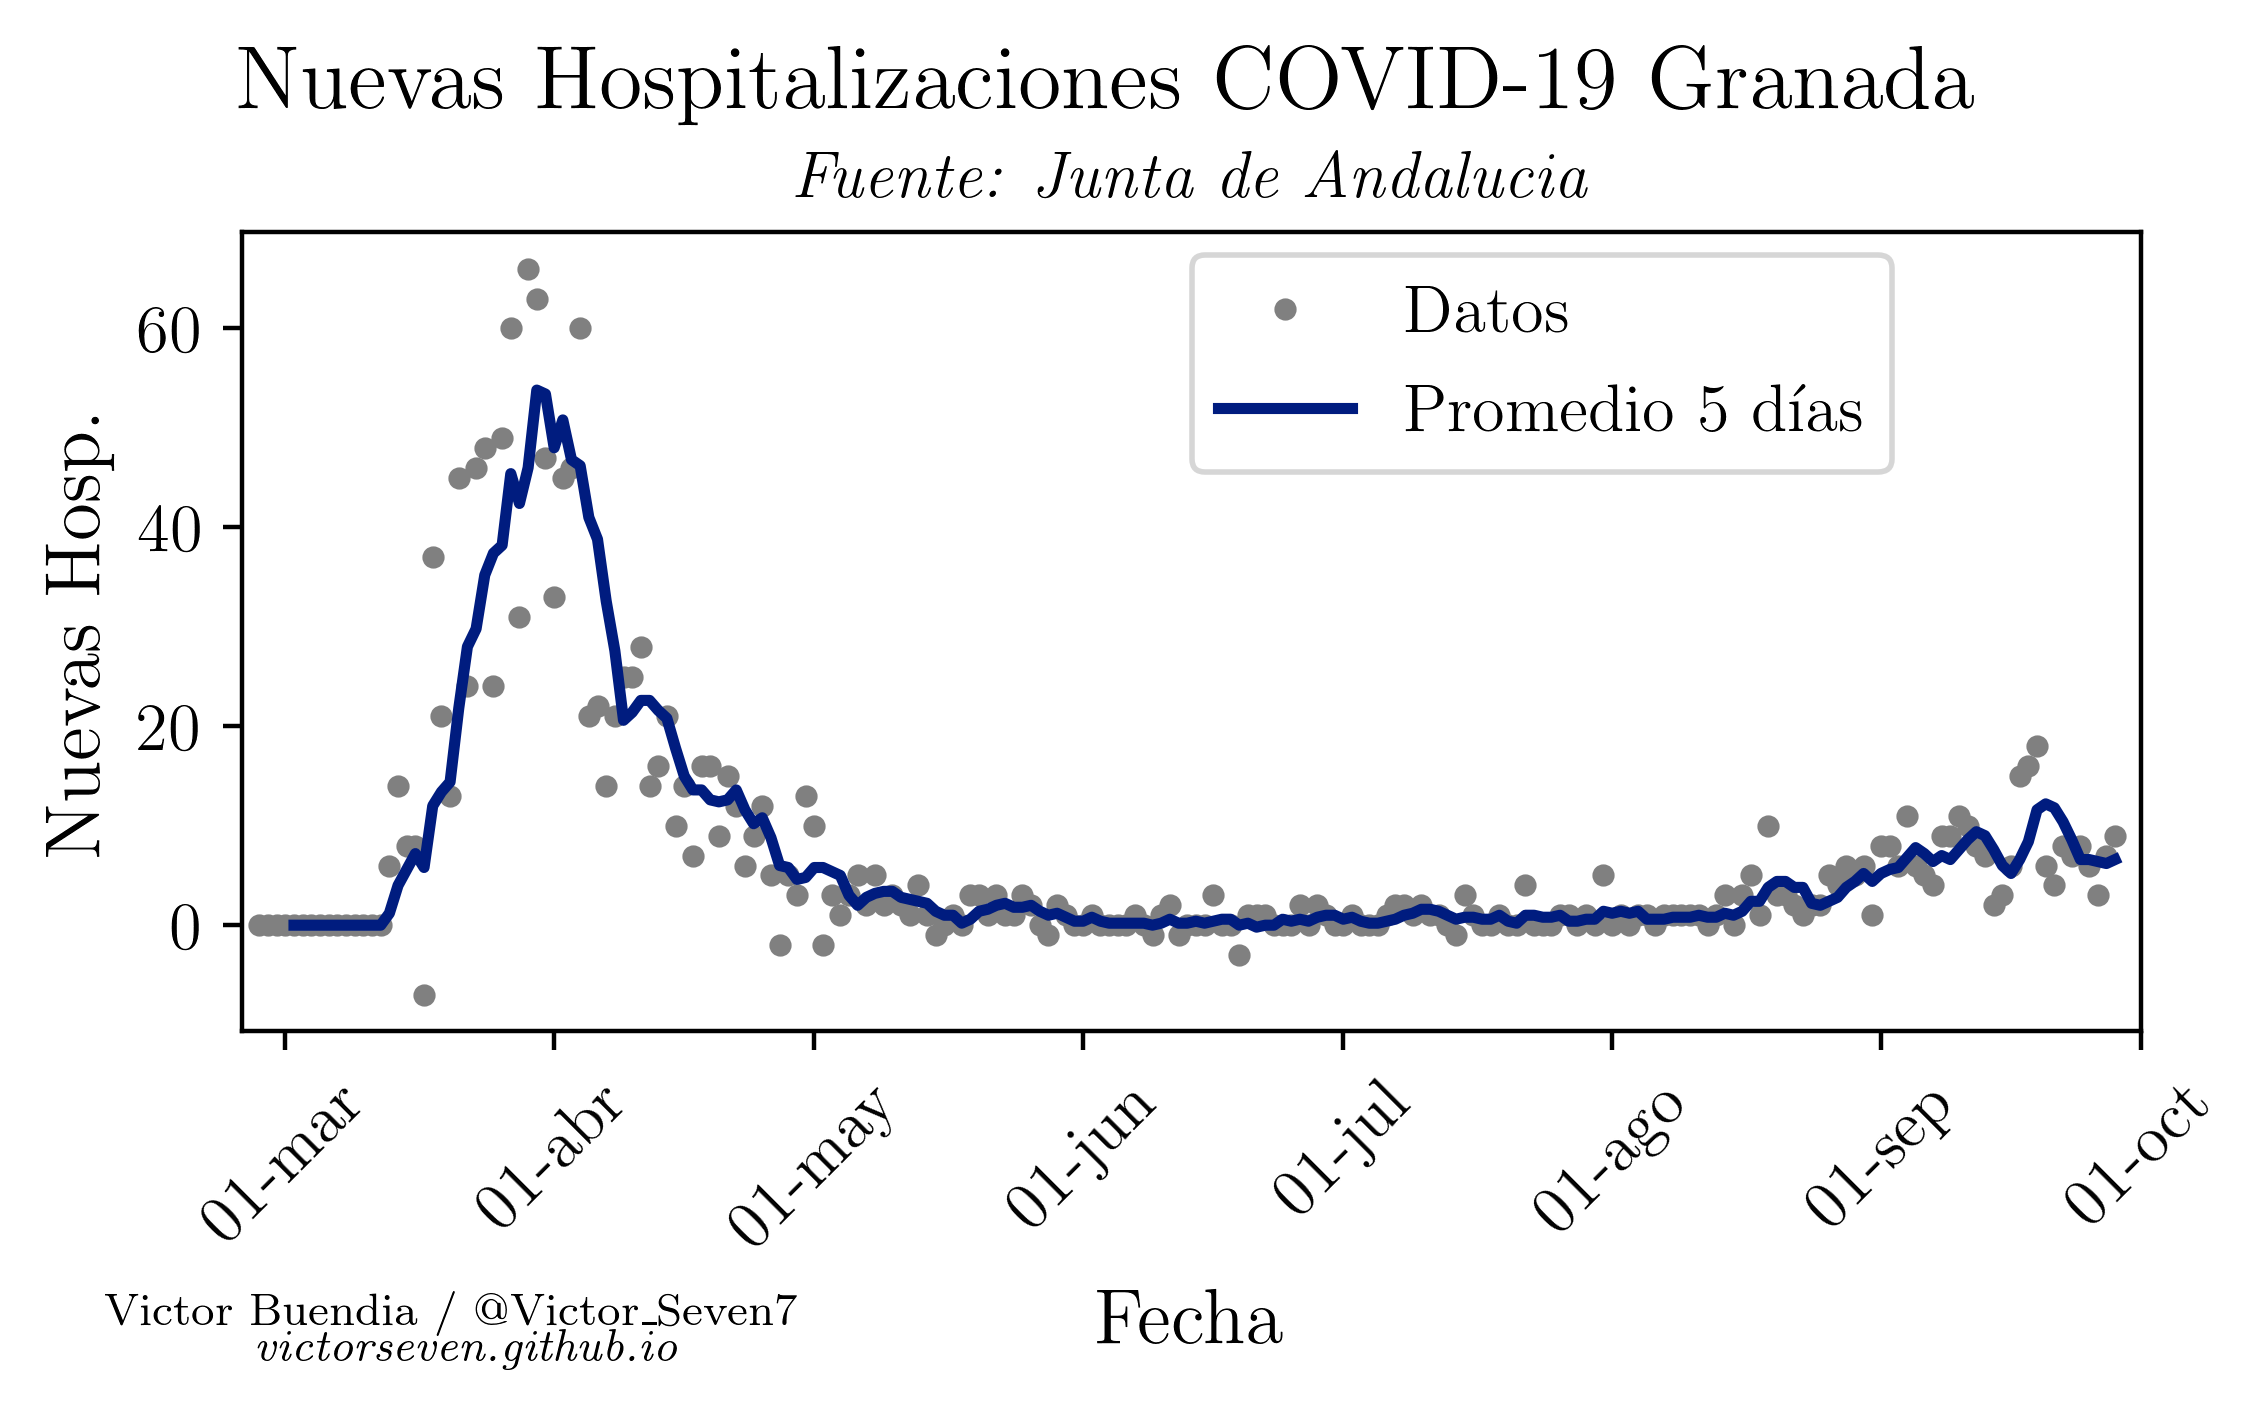 Nuevas Hospitalizaciones COVID-19 Granada
Fuente: Junta de Andalucia
Datos
Promedio 5 días
Nuevas Hosp.
60
40
20
0
01-mar
01-abr
01-may
01-jun
01-jul
01-ago
01-sep
01-oct
Fecha
Victor Buendia / @Victor_Seven7
victorseven.github.io